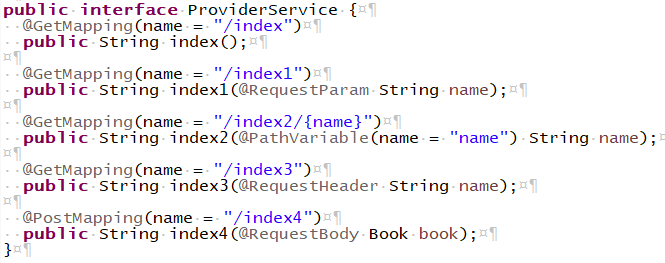 public interface ProviderService {
@GetMapping(name = "/index")
public String index();
@GetMapping(name = "/index1")
public String index1(@RequestParam String name);
@GetMapping(name = "/index2/{name}")
public String index2(@PathVariable(name = "name") String name);
@GetMapping(name = "/index3")
public String index3(@RequestHeader String name);
@PostMapping(name = "/index4")
public String index4(@RequestBody Book book);
}